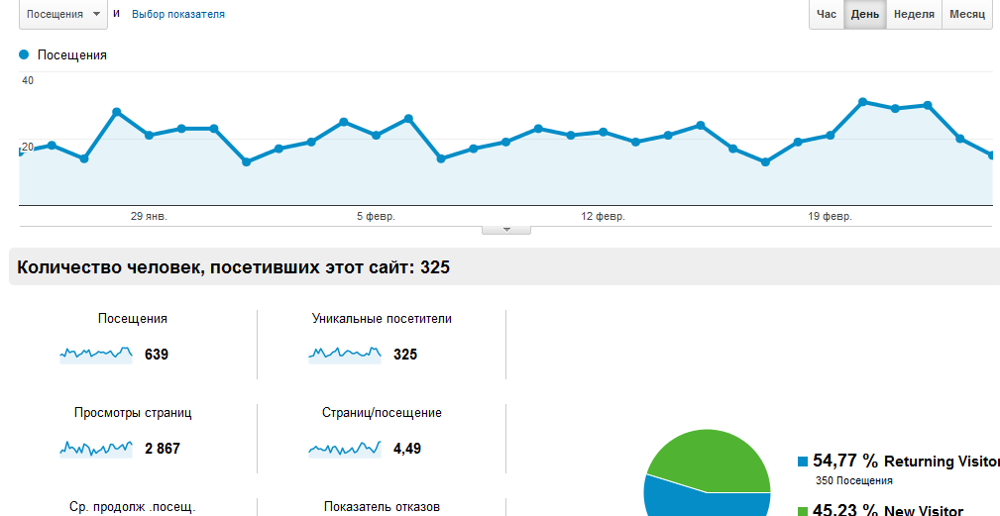 Посещения и Выбор показателя Час День Неделя Месяц
Посещения
40
20
29 янв. 5 февр. 12 февр. 19 февр.
Количество человек, посетивших этот сайт: 325
Посещения Уникальные посетители
639 325
Просмотры страниц Страниц/посещение
2 867 4,49
54,77 % Returning Visitor
350 Посещения
Ср. продолж .посещ. Показатель отказов
45,23 % New Visitor